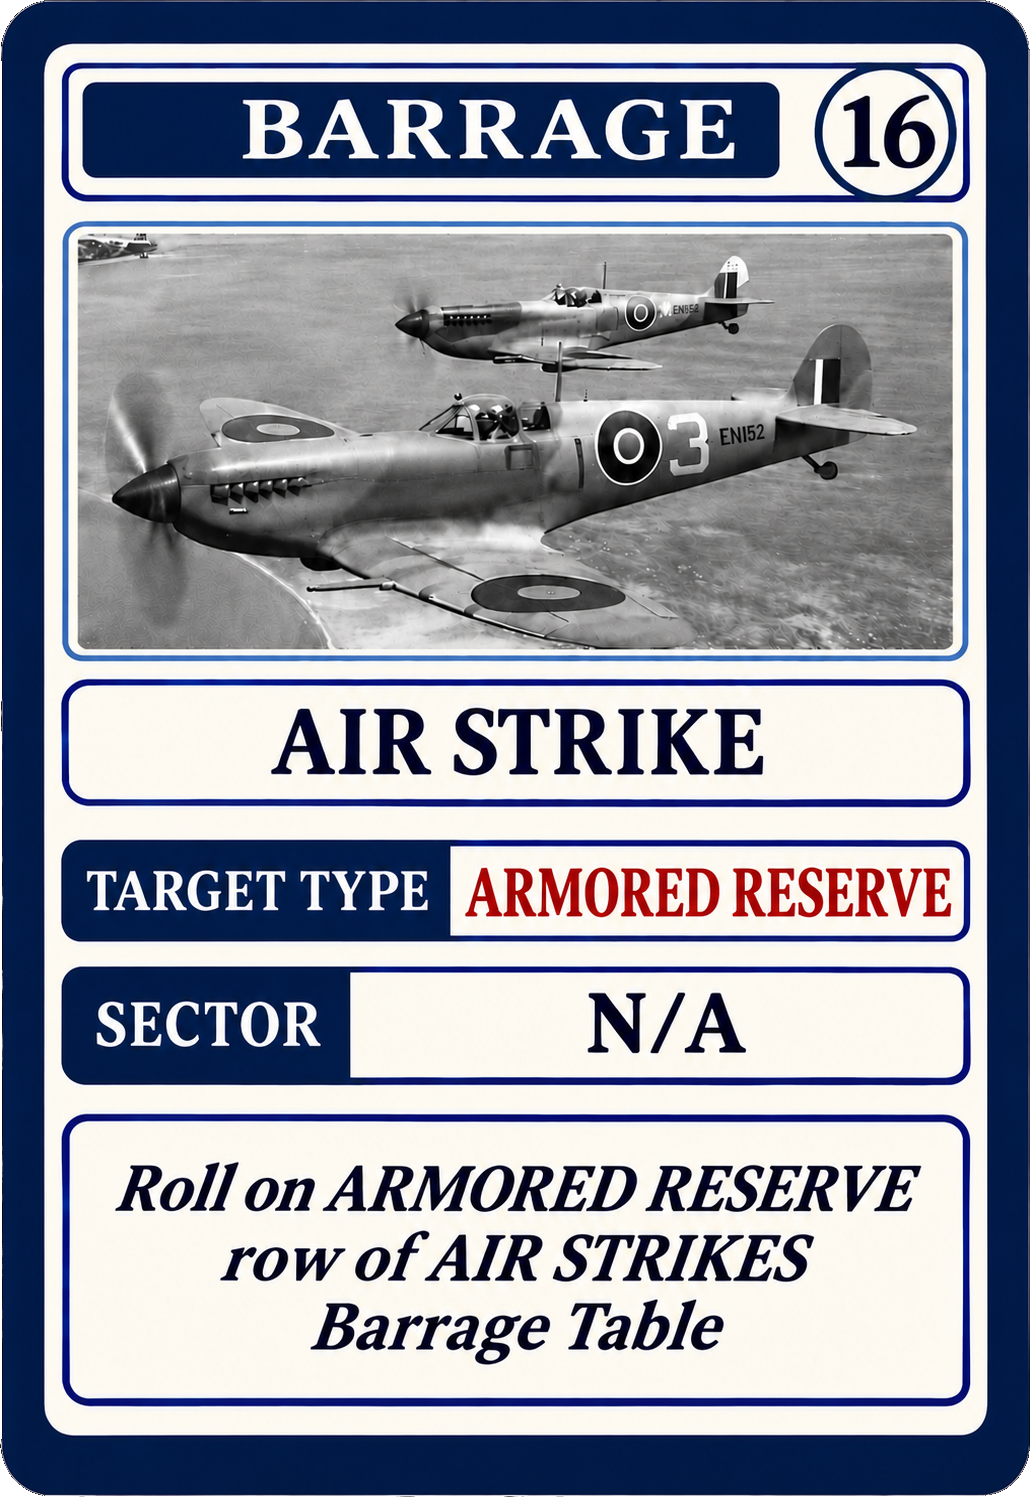 BARRAGE
16
EN152
3 EN152
AIR STRIKE
TARGET TYPE ARMORED RESERVE
SECTOR N/A
Roll on ARMORED RESERVE
row of AIR STRIKES
Barrage Table